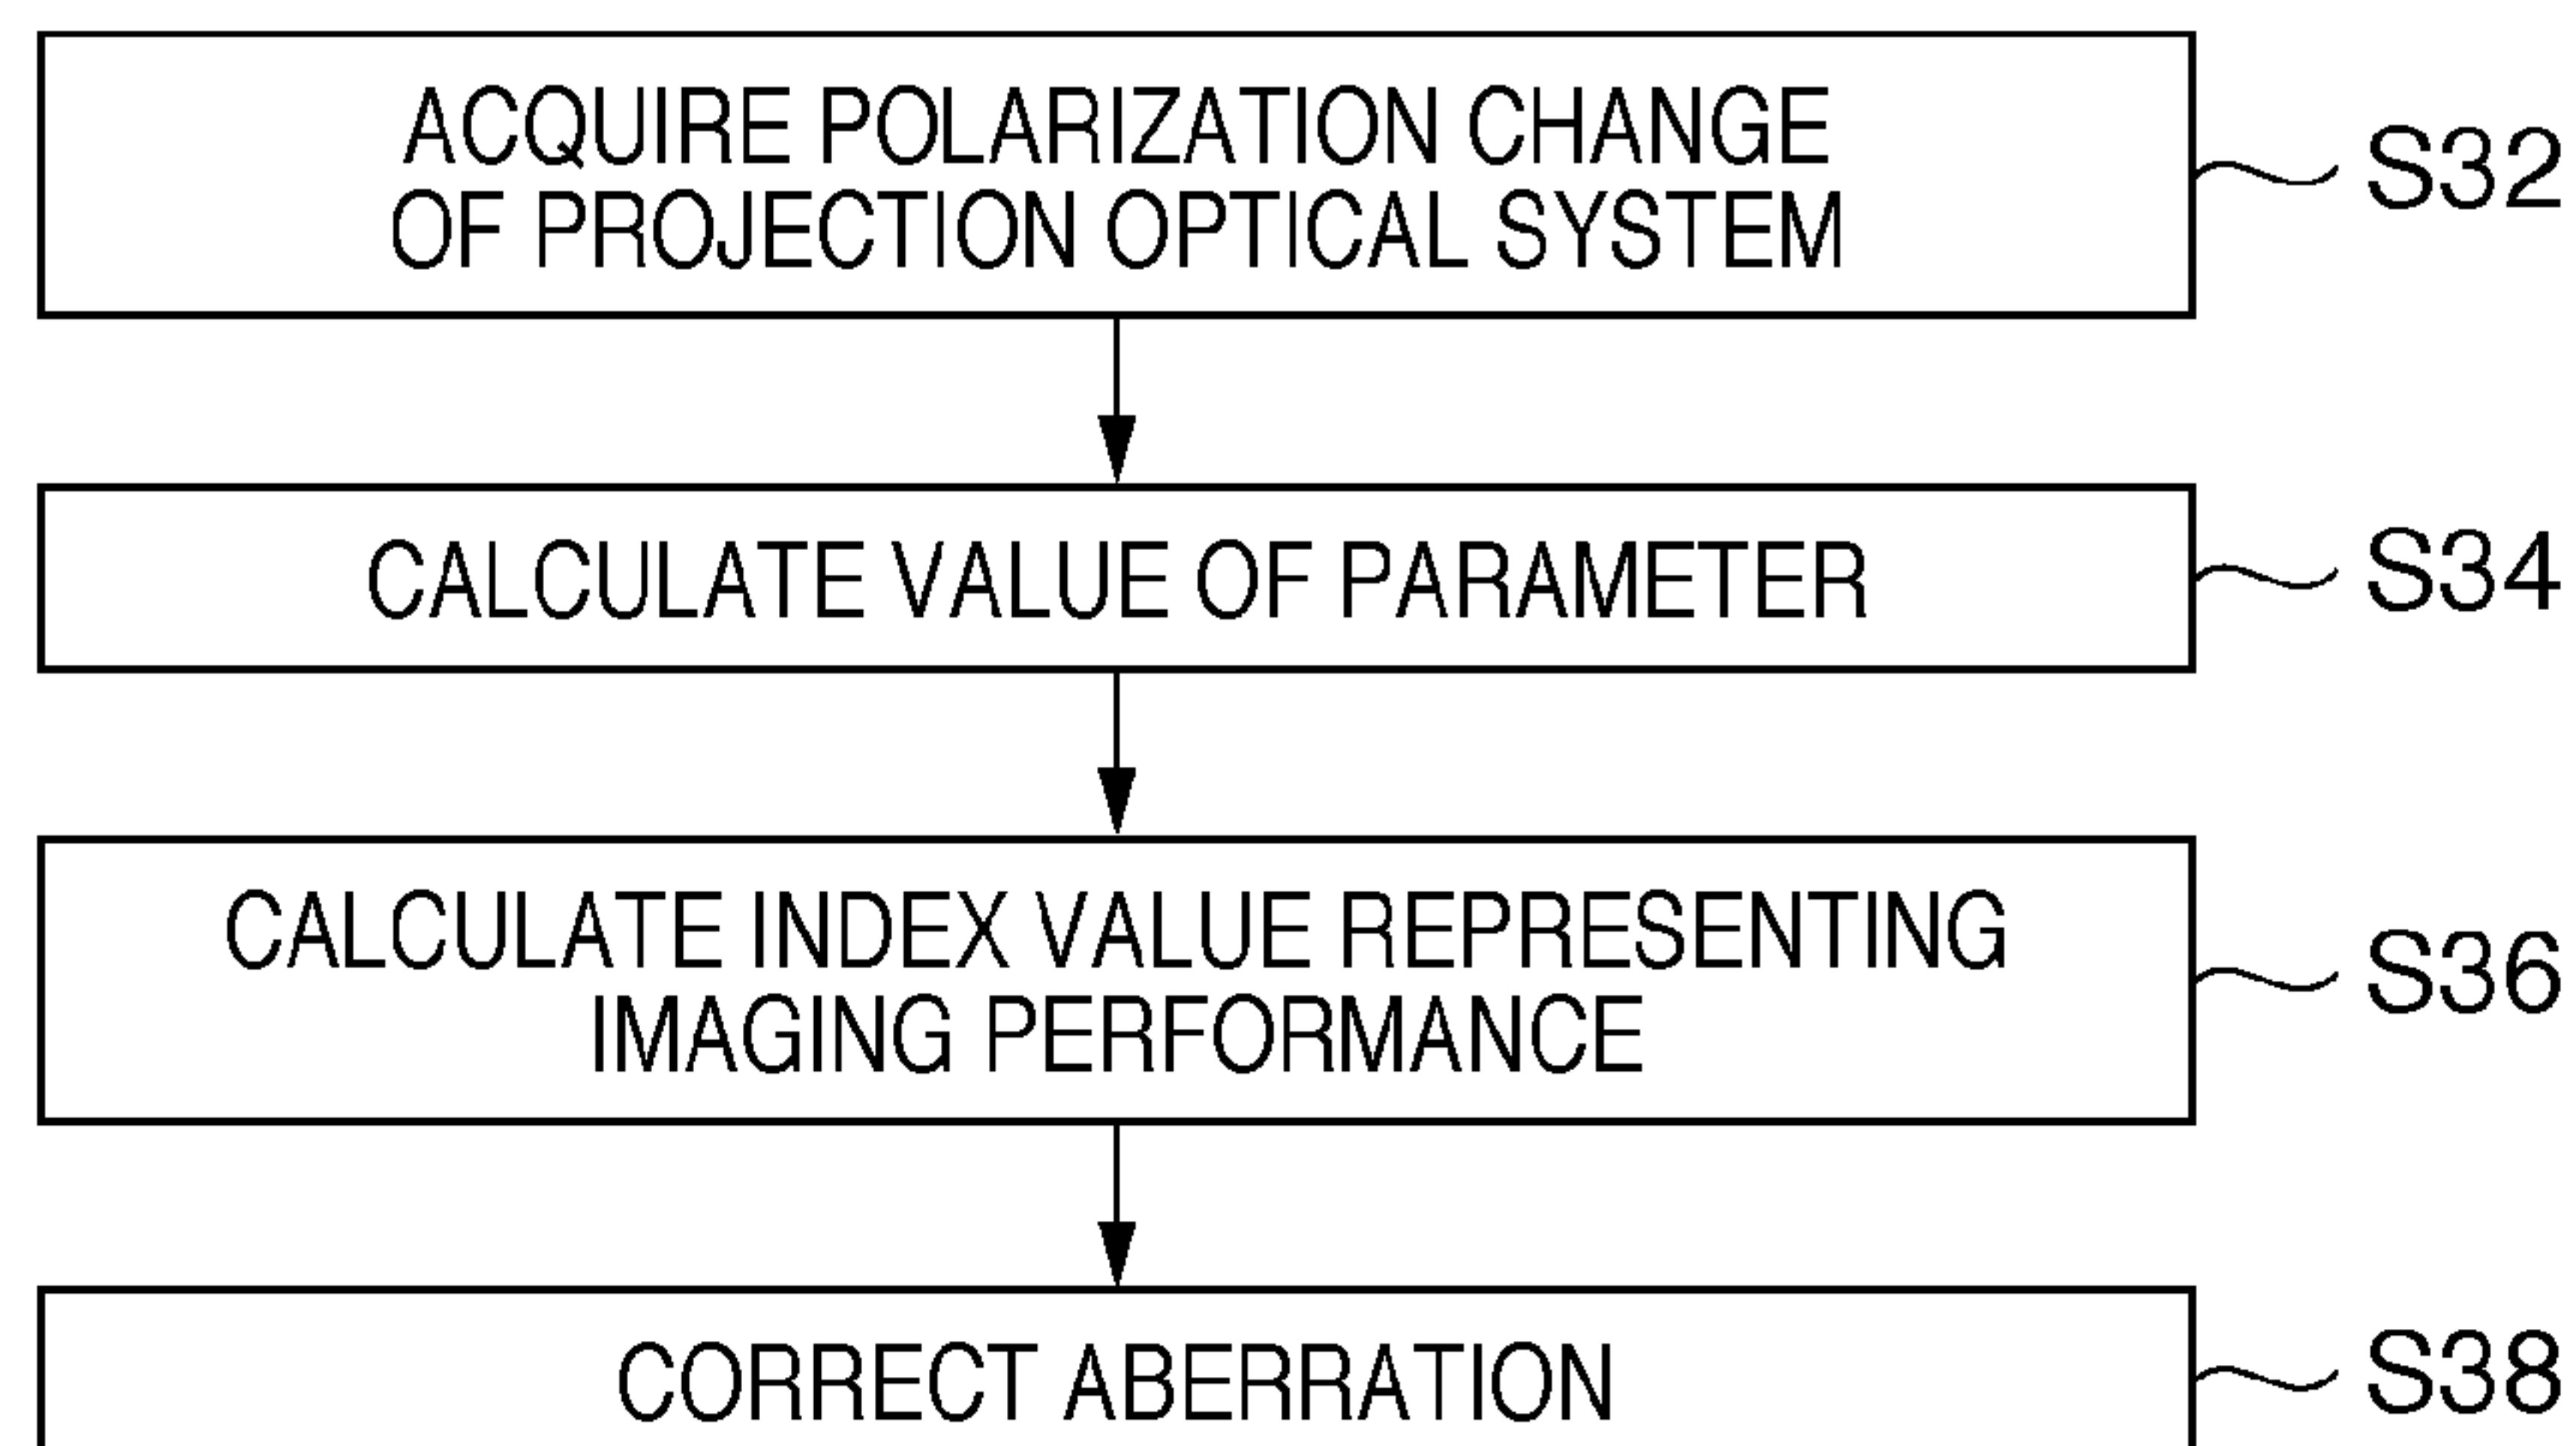 ACQUIRE POLARIZATION CHANGE
OF PROJECTION OPTICAL SYSTEM
S32
CALCULATE VALUE OF PARAMETER
S34
CALCULATE INDEX VALUE REPRESENTING
IMAGING PERFORMANCE
S36
CORRECT ABERRATION
S38